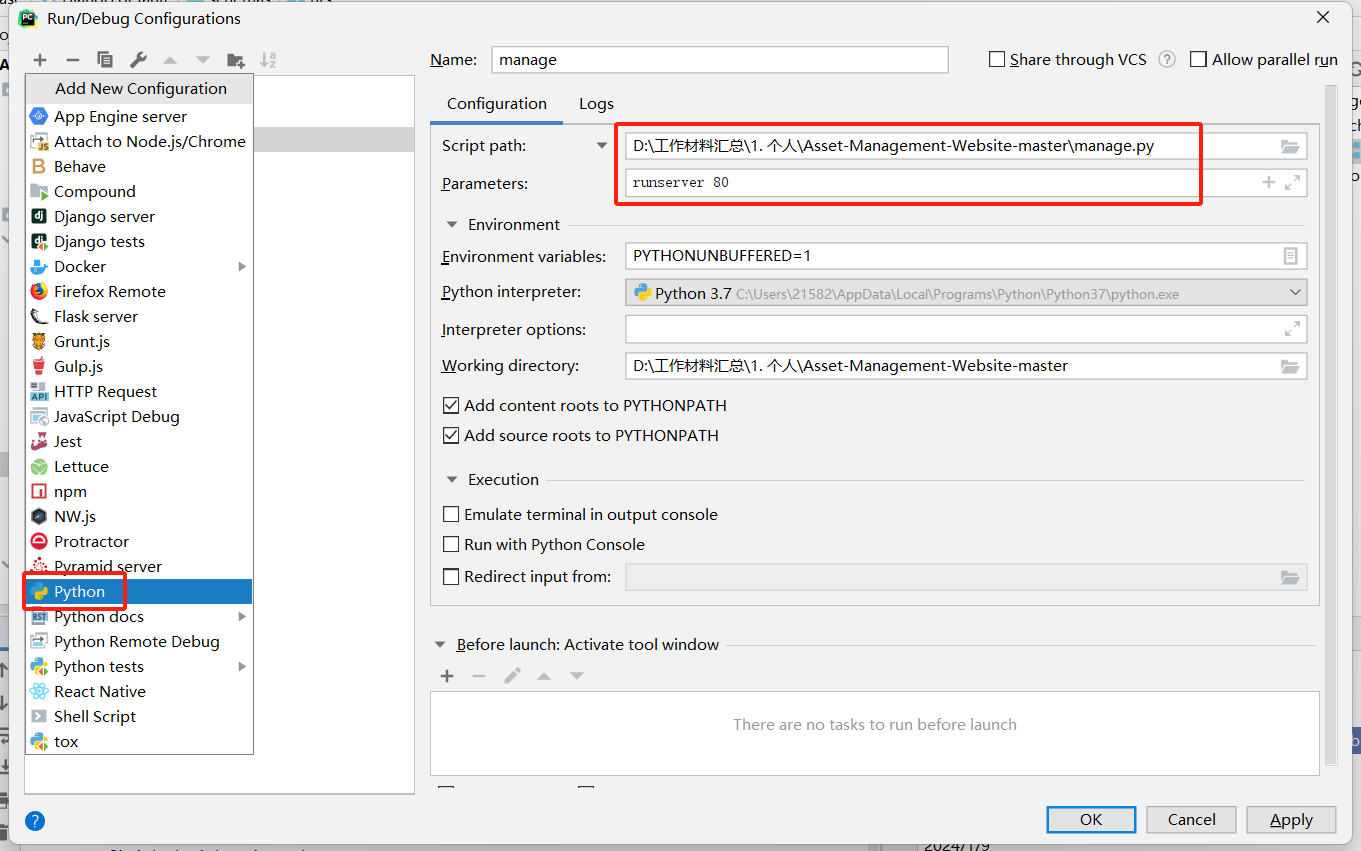 Run/Debug Configurations
Add New Configuration
App Engine server
Attach to Node.js/Chrome
Behave
Compound
Django server
Django tests
Docker
Firefox Remote
Flask server
Grunt.js
Gulp.js
HTTP Request
JavaScript Debug
Jest
Lettuce
npm
NW.js
Protractor
Pyramid server
Python
Python docs
Python Remote Debug
Python tests
React Native
Shell Script
tox
Name: manage
Share through VCS
Allow parallel run
Configuration Logs
Script path: D:\工作材料汇总\1. 个人\Asset-Management-Website-master\manage.py
Parameters: runserver 80
Environment
Environment variables: PYTHONUNBUFFERED=1
Python interpreter: Python 3.7 C:\Users\21582\AppData\Local\Programs\Python\Python37\python.exe
Interpreter options:
Working directory: D:\工作材料汇总\1. 个人\Asset-Management-Website-master
Add content roots to PYTHONPATH
Add source roots to PYTHONPATH
Execution
Emulate terminal in output console
Run with Python Console
Redirect input from:
Before launch: Activate tool window
There are no tasks to run before launch
OK Cancel Apply
2024/1/9